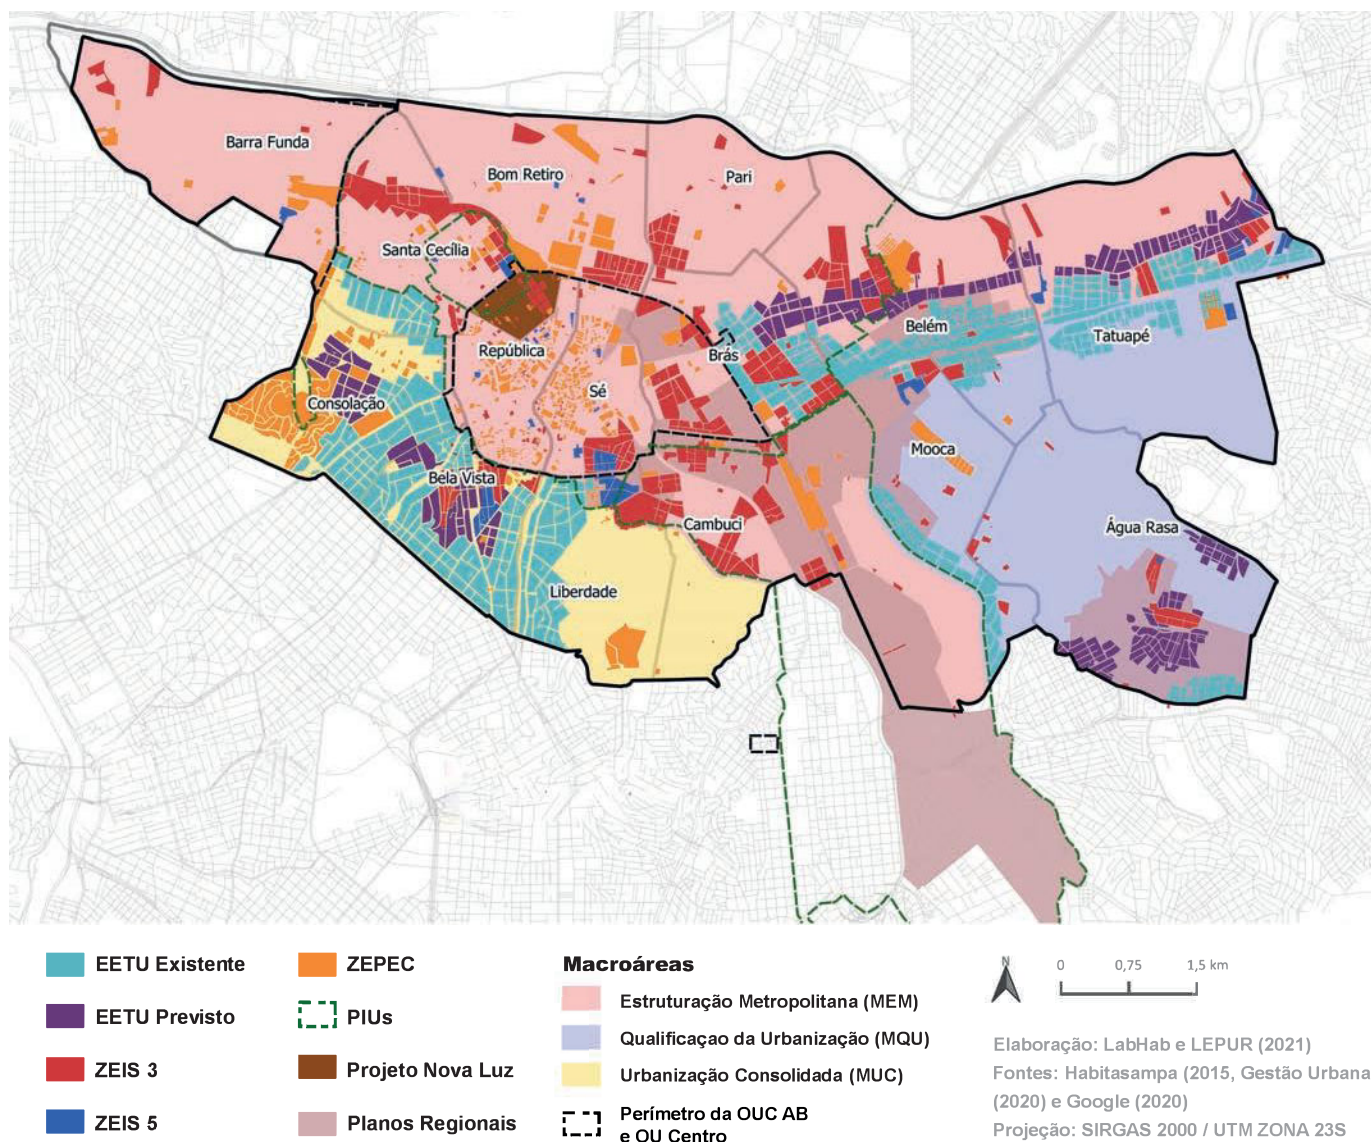 Barra Funda
Bom Retiro
Pari
Santa Cecília
República
Sé
Brás
Belém
Tatuapé
Consolação
Bela Vista
Mooca
Cambuci
Água Rasa
Liberdade
EETU Existente
EETU Previsto
ZEIS 3
ZEIS 5
ZEPEC
PIUs
Projeto Nova Luz
Planos Regionais
Macroáreas
Estruturação Metropolitana (MEM)
Qualificaçao da Urbanização (MQU)
Urbanização Consolidada (MUC)
Perímetro da OUC AB
e OU Centro
N
0 0,75 1,5 km
Elaboração: LabHab e LEPUR (2021)
Fontes: Habitasampa (2015, Gestão Urbana
(2020) e Google (2020)
Projeção: SIRGAS 2000 / UTM ZONA 23S